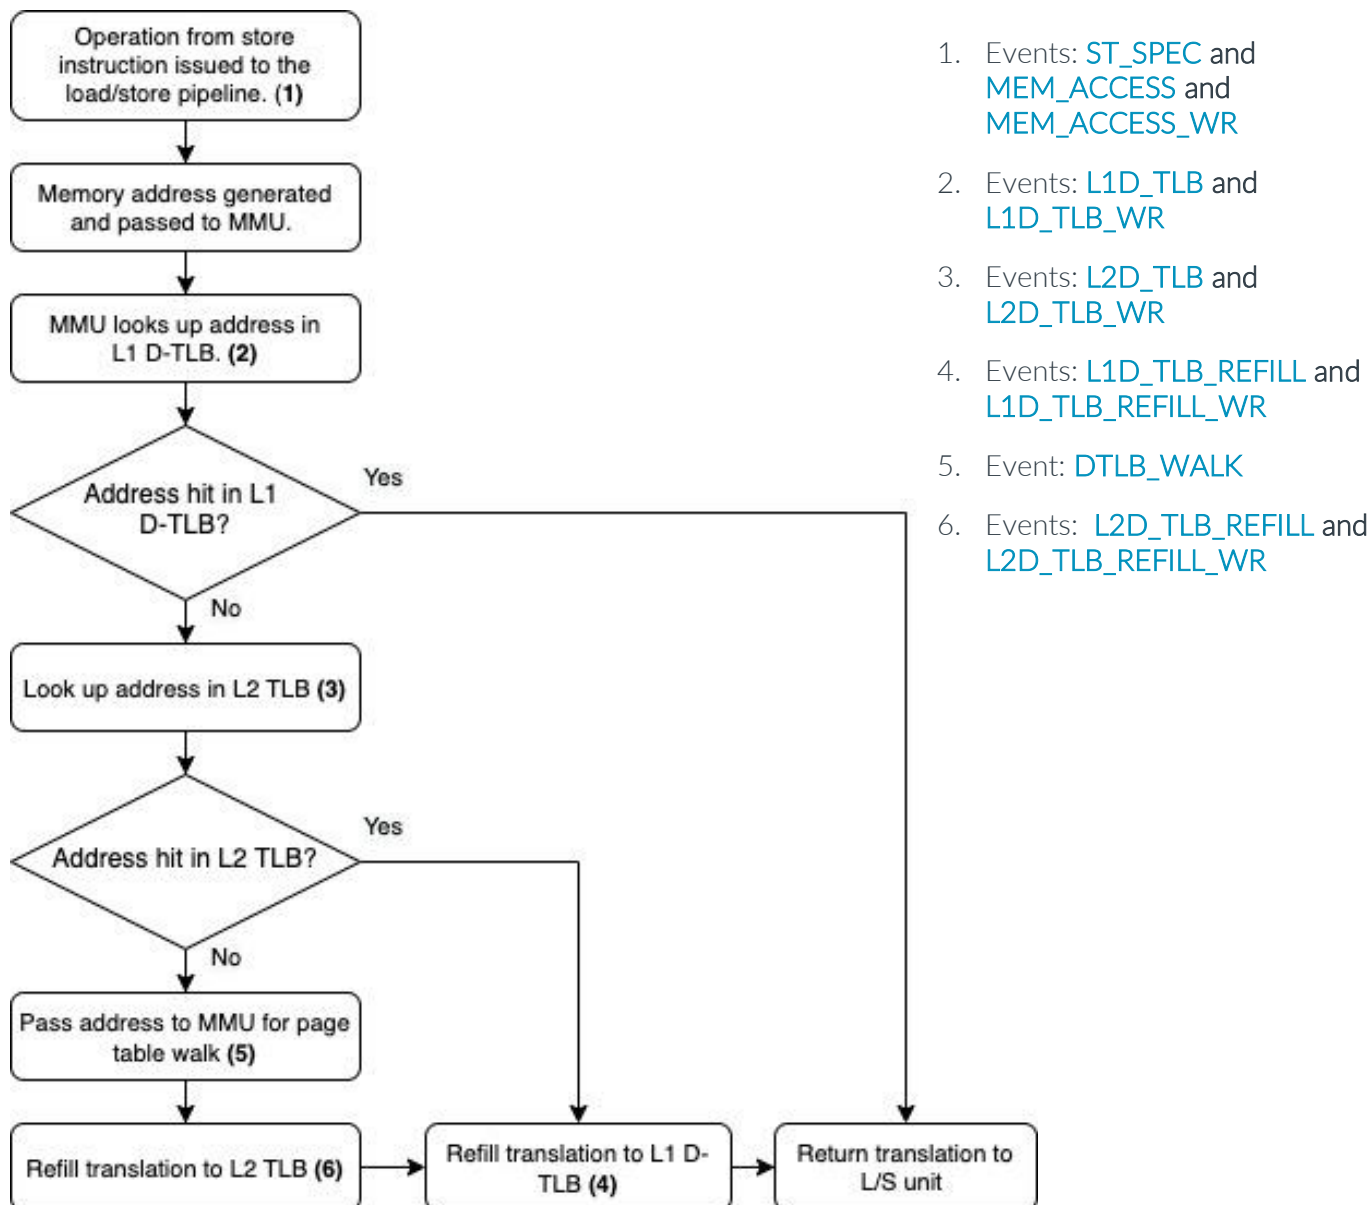 Operation from store
instruction issued to the
load/store pipeline. (1)
Memory address generated
and passed to MMU.
MMU looks up address in
L1 D-TLB. (2)
Address hit in L1
D-TLB?
Yes
No
Look up address in L2 TLB (3)
Address hit in L2 TLB?
Yes
No
Pass address to MMU for page
table walk (5)
Refill translation to L2 TLB (6)
Refill translation to L1 D-
TLB (4)
Return translation to
L/S unit
1. Events: ST_SPEC and
MEM_ACCESS and
MEM_ACCESS_WR
2. Events: L1D_TLB and
L1D_TLB_WR
3. Events: L2D_TLB and
L2D_TLB_WR
4. Events: L1D_TLB_REFILL and
L1D_TLB_REFILL_WR
5. Event: DTLB_WALK
6. Events: L2D_TLB_REFILL and
L2D_TLB_REFILL_WR